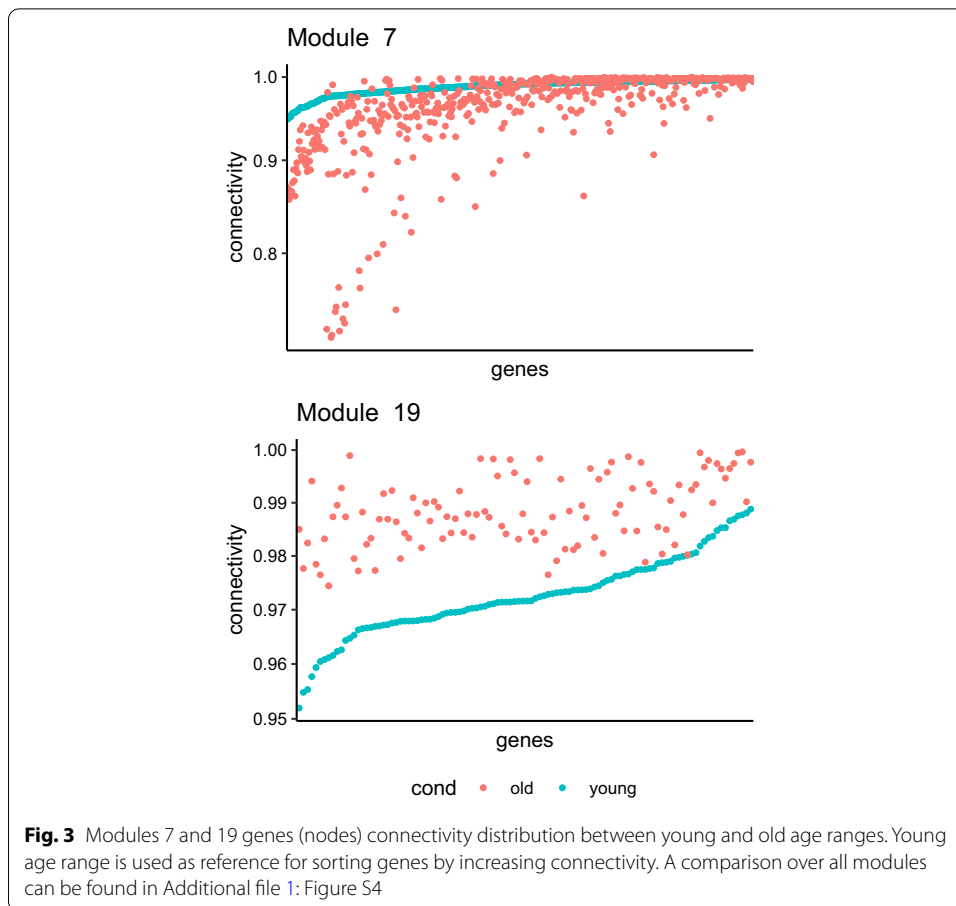 Module 7
1.0
0.9
0.8
connectivity
genes
Module 19
1.00
0.99
0.98
0.97
0.96
0.95
connectivity
genes
cond old young
Fig. 3 Modules 7 and 19 genes (nodes) connectivity distribution between young and old age ranges. Young
age range is used as reference for sorting genes by increasing connectivity. A comparison over all modules
can be found in Additional file 1: Figure S4